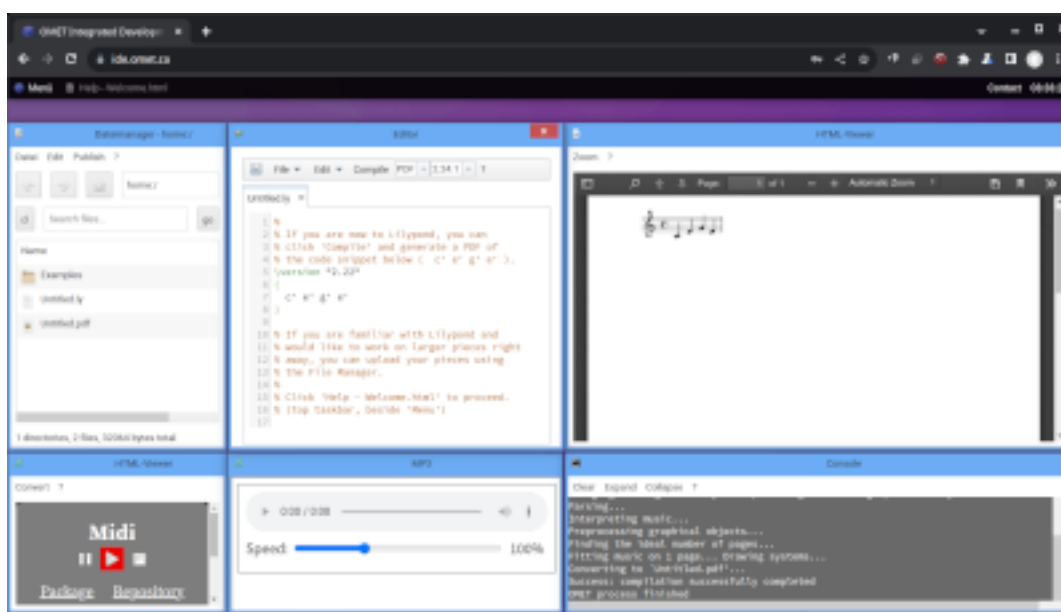 OMET Integrated Develop
ide.omet.ca
Menü Help - Welcome.html Contact
Dateimanager - home:/
Datei Edit Publish ?
home:/
Search files... go
Name
Examples
Untitled.ly
Untitled.pdf
1 directories, 2 files, bytes total
Editor
File Edit Compile PDF ?
Untitled.ly
1 %
2 % If you are new to Lilypond, you can
3 % click 'Compile' and generate a PDF of
4 % the code snippet below { c' e' g' e' }.
5 \version
6 {
7 c' e' g' e'
8 }
9
10 % If you are familiar with Lilypond and
11 % would like to work on larger pieces right
12 % away, you can upload your pieces using
13 % the File Manager.
14 %
15 % Click 'Help - Welcome.html' to proceed.
16 % (top taskbar, beside 'Menu')
17
HTML-Viewer
Zoom ?
Page: 1 of 1 Automatic Zoom
HTML-Viewer
Convert ?
Midi
Package Repository
MP3
0:00 / 0:00
Speed: 100%
Console
Clear Expand Collapse ?
Parsing...
Interpreting music...
Preprocessing graphical objects...
Finding the ideal number of pages...
Fitting music on 1 page... Drawing systems...
Converting to `Untitled.pdf'...
Success: compilation successfully completed
OMET process finished